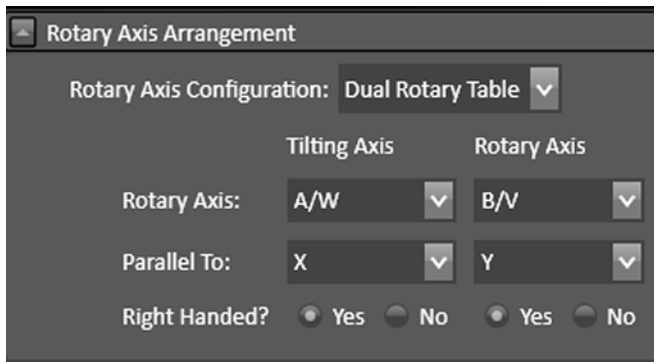 Rotary Axis Arrangement
Rotary Axis Configuration: Dual Rotary Table
Tilting Axis Rotary Axis
Rotary Axis: A/W B/V
Parallel To: X Y
Right Handed? Yes No Yes No